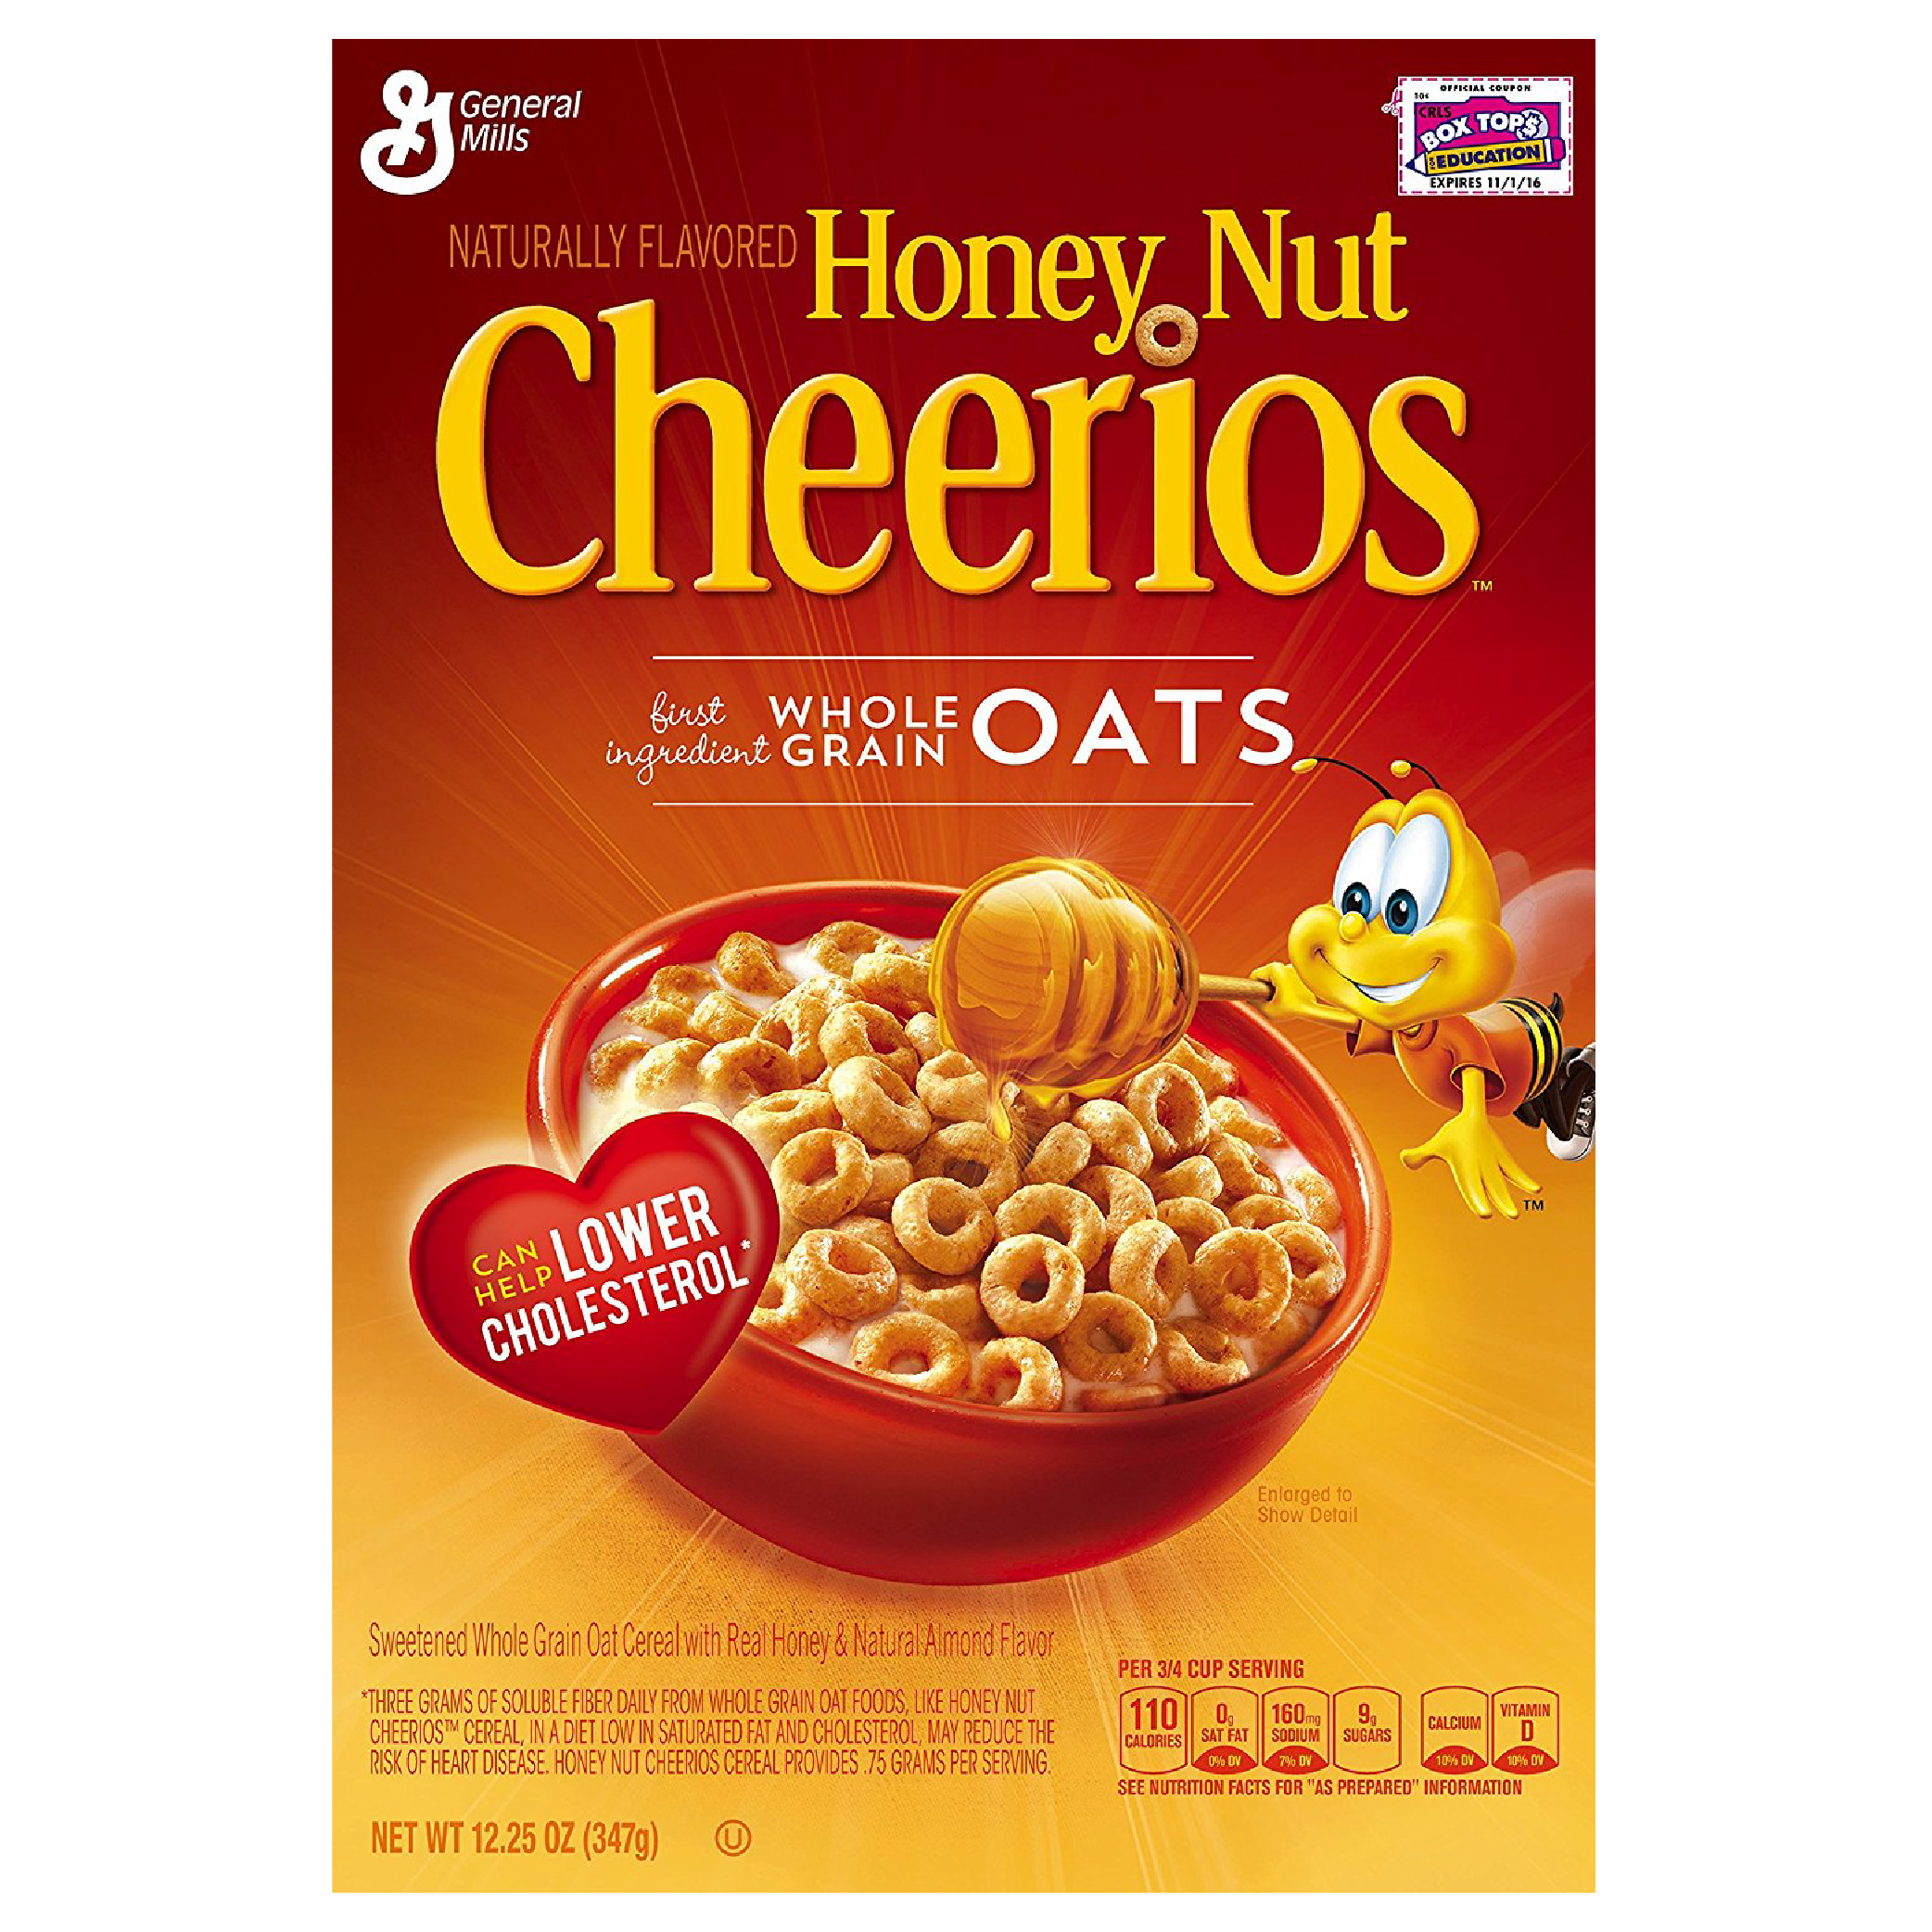 General
Mills
OFFICIAL COUPON
10¢
CRLS
BOX TOPS
FOR EDUCATION
EXPIRES 11/1/16
NATURALLY FLAVORED Honey Nut
Cheerios™
first ingredient WHOLE GRAIN OATS
CAN HELP LOWER
CHOLESTEROL*
TM
Enlarged to
Show Detail
Sweetened Whole Grain Oat Cereal with Real Honey & Natural Almond Flavor
*THREE GRAMS OF SOLUBLE FIBER DAILY FROM WHOLE GRAIN OAT FOODS, LIKE HONEY NUT
CHEERIOS™ CEREAL, IN A DIET LOW IN SATURATED FAT AND CHOLESTEROL, MAY REDUCE THE
RISK OF HEART DISEASE. HONEY NUT CHEERIOS CEREAL PROVIDES .75 GRAMS PER SERVING.
NET WT 12.25 OZ (347g) U
PER 3/4 CUP SERVING
110 CALORIES
0g SAT FAT 0% DV
160mg SODIUM 7% DV
9g SUGARS
CALCIUM 10% DV
VITAMIN D 10% DV
SEE NUTRITION FACTS FOR "AS PREPARED" INFORMATION